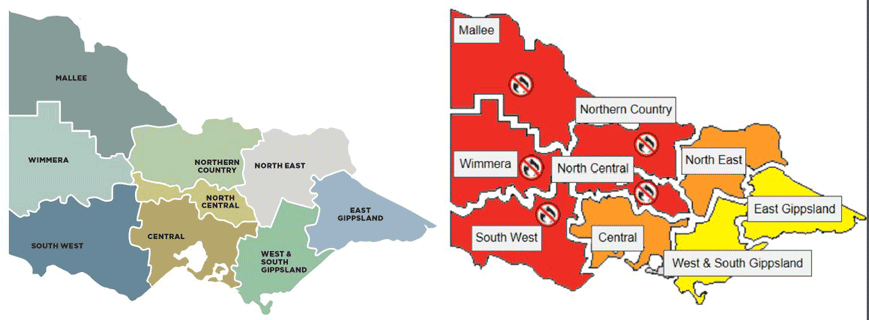 MALLEE
WIMMERA
NORTHERN
COUNTRY
NORTH EAST
NORTH
CENTRAL
EAST
GIPPSLAND
SOUTH WEST
CENTRAL
WEST &
SOUTH
GIPPSLAND
Mallee
Northern Country
Wimmera
North Central
North East
East Gippsland
South West
Central
West & South Gippsland